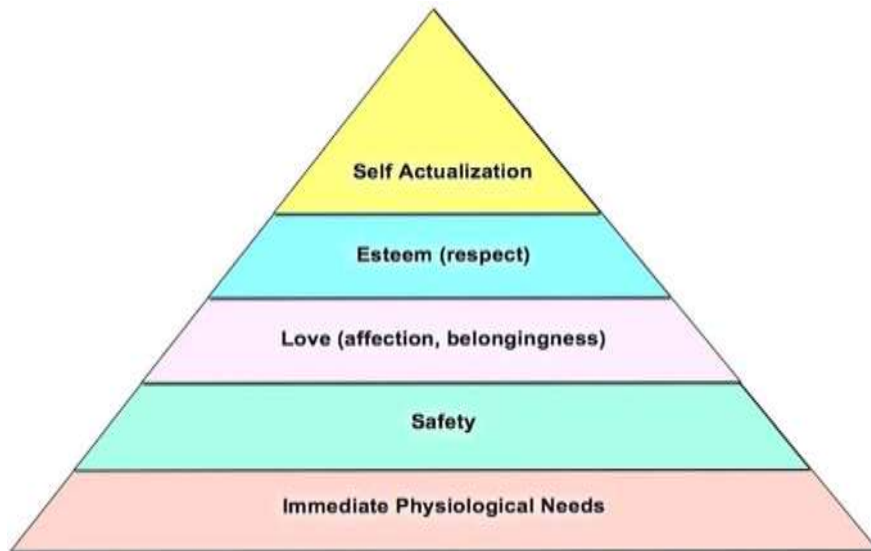 Self Actualization
Esteem (respect)
Love (affection, belongingness)
Safety
Immediate Physiological Needs